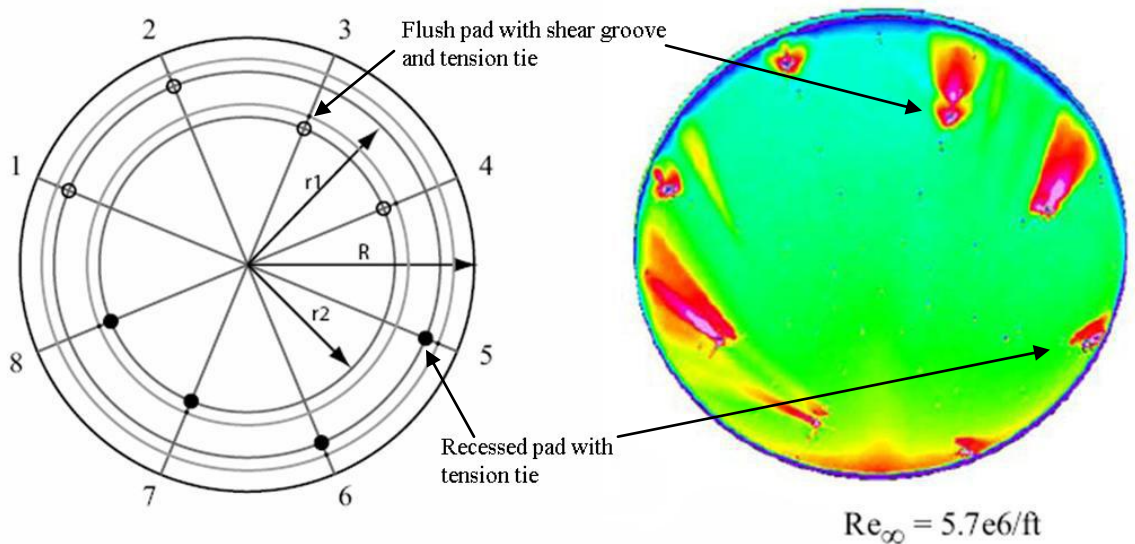 Flush pad with shear groove
and tension tie
2
3
1
4
r1
R
r2
8
5
Recessed pad with
tension tie
7
6
Re∞ = 5.7e6/ft